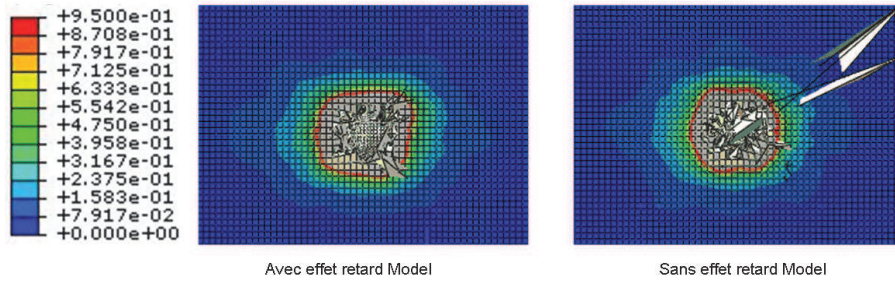 +9.500e-01
+8.708e-01
+7.917e-01
+7.125e-01
+6.333e-01
+5.542e-01
+4.750e-01
+3.958e-01
+3.167e-01
+2.375e-01
+1.583e-01
+7.917e-02
+0.000e+00
Avec effet retard Model
Sans effet retard Model